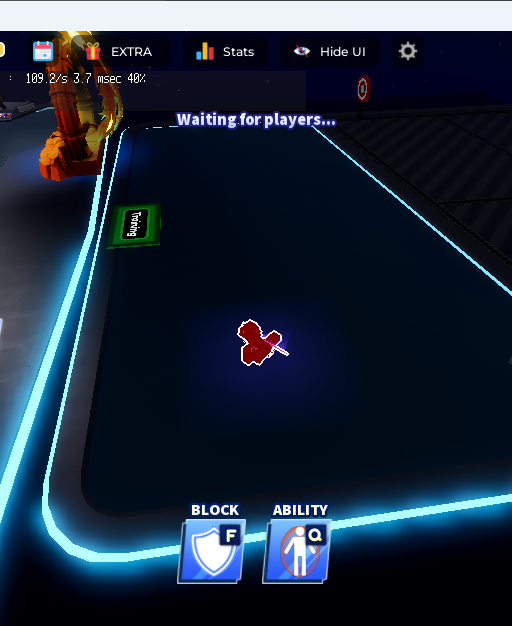 EXTRA
Stats
Hide UI
: 109.2/s 3.7 msec 40%
Waiting for players...
Training
BLOCK
ABILITY
F
Q